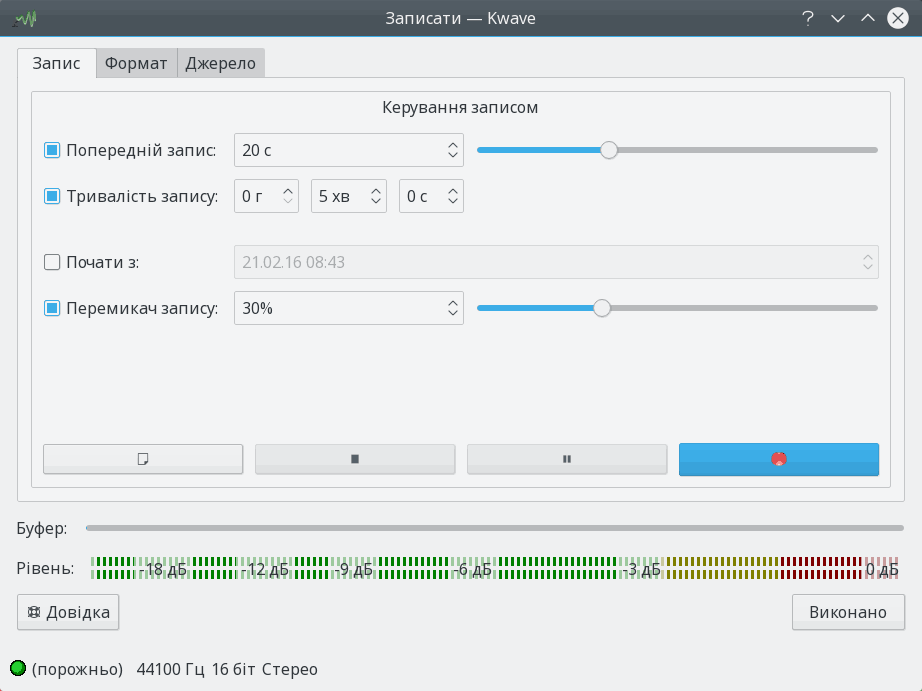 Записати — Kwave
Запис Формат Джерело
Керування записом
Попередній запис: 20 с
Тривалість запису: 0 г 5 хв 0 с
Почати з: 21.02.16 08:43
Перемикач запису: 30%
Буфер:
Рівень: -18 дБ -12 дБ -9 дБ -6 дБ -3 дБ 0 дБ
Довідка Виконано
(порожньо) 44100 Гц 16 біт Стерео